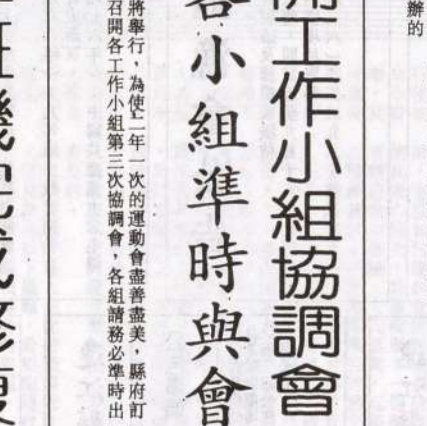 辦的
開工作小組協調會
各小組準時與會
將舉行，為使二年一次的運動會盡善盡美，縣府訂
召開各工作小組第三次協調會，各組請務必準時出